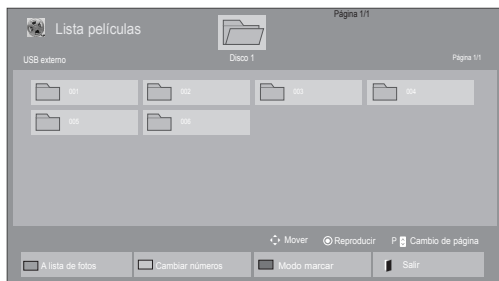 Página 1/1
Lista películas
USB externo
Disco 1
Página 1/1
001 002 003 004
005 006
Mover Reproducir P Cambio de página
A lista de fotos Cambiar números Modo marcar Salir